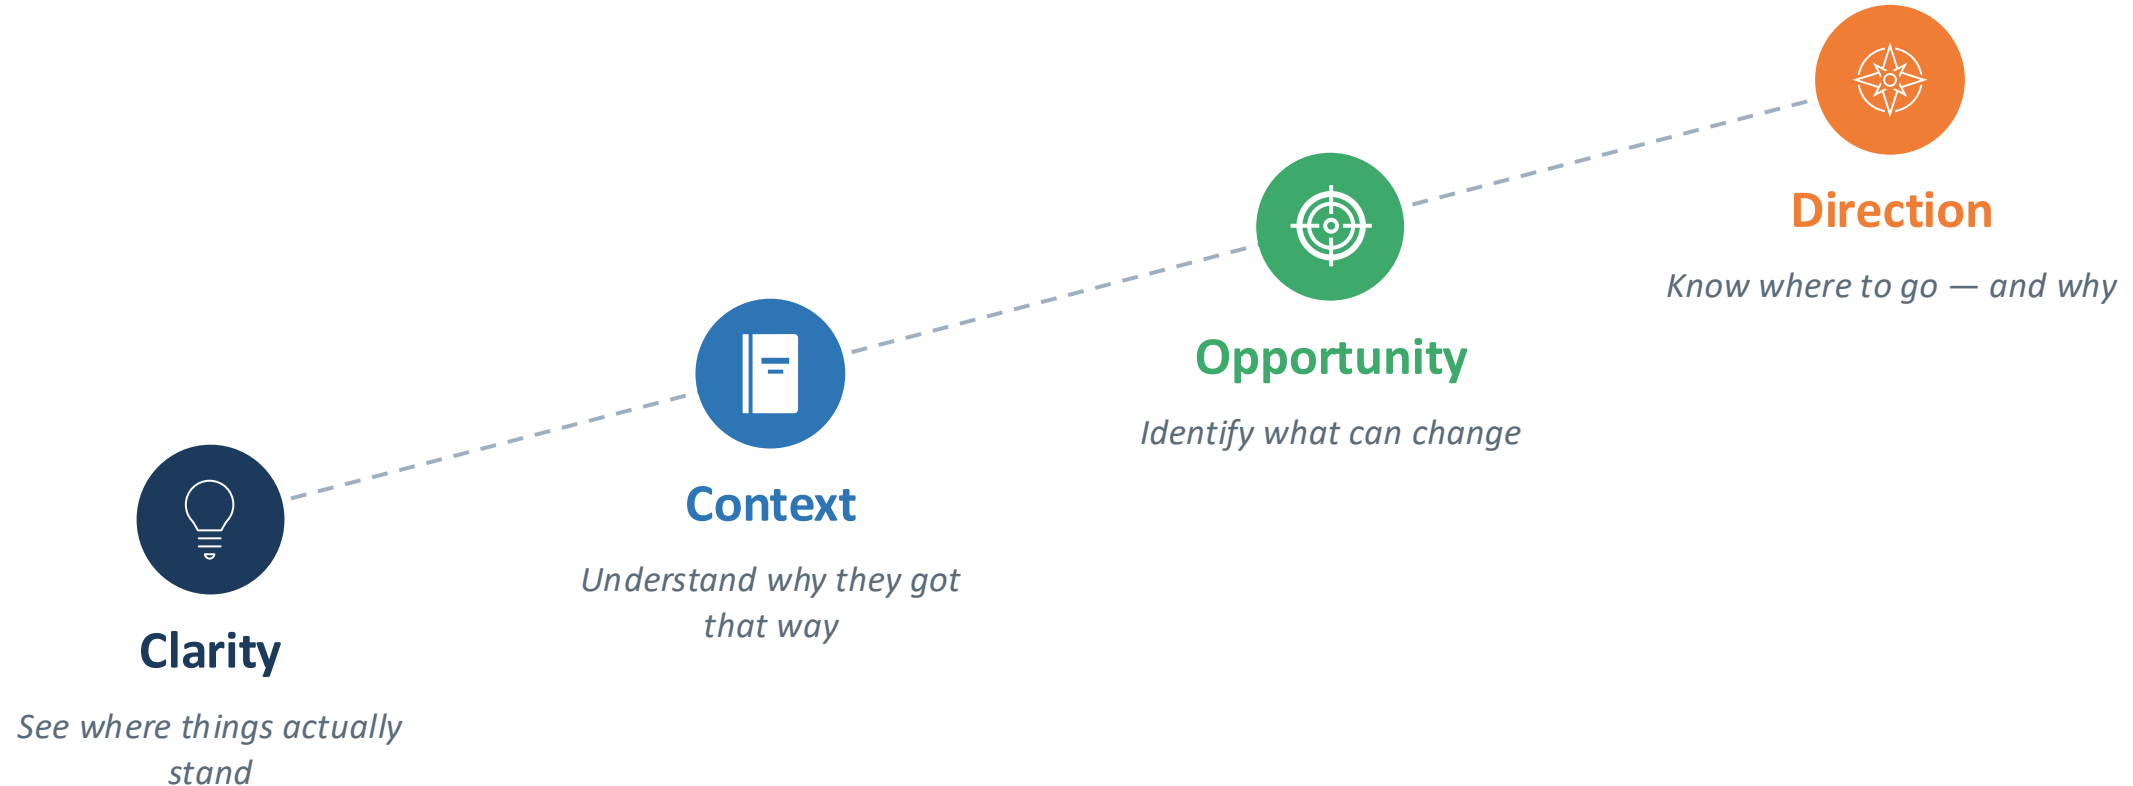 Clarity
See where things actually
stand
Context
Understand why they got
that way
Opportunity
Identify what can change
Direction
Know where to go — and why